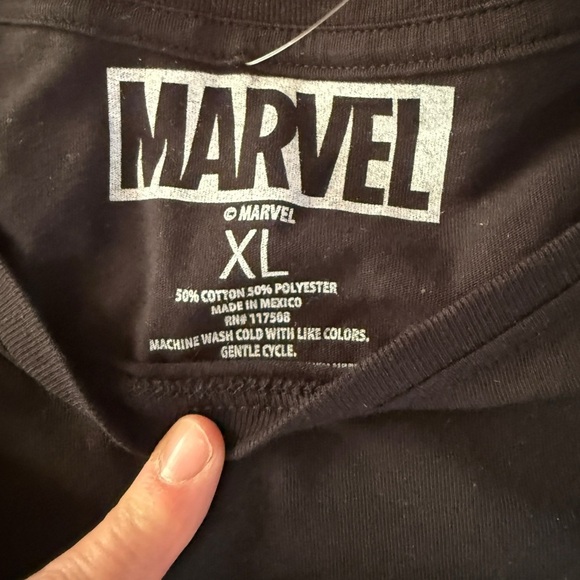 MARVEL
© MARVEL
XL
50% COTTON 50% POLYESTER
MADE IN MEXICO
RN# 117508
MACHINE WASH COLD WITH LIKE COLORS,
GENTLE CYCLE.